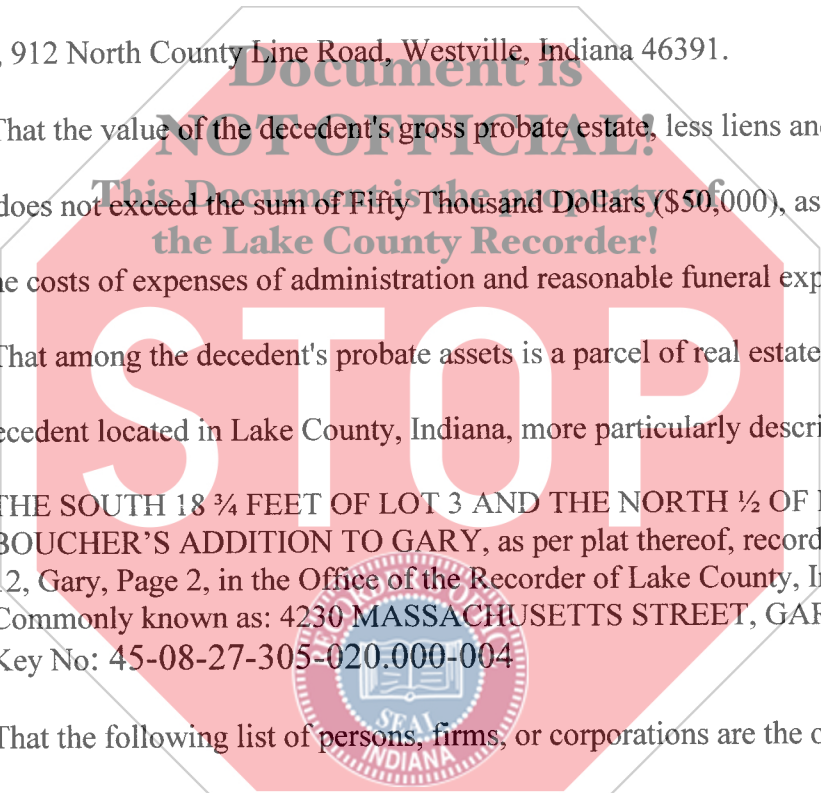 , 912 North County Line Road, Westville, Indiana 46391.
Document is
That the value of the decedent's gross probate estate, less liens an
NOT OFFICIAL!
does not exceed the sum of Fifty Thousand Dollars ($50,000), as
This Document is the property of
the Lake County Recorder!
e costs of expenses of administration and reasonable funeral exp
STOP
That among the decedent's probate assets is a parcel of real estate
ecedent located in Lake County, Indiana, more particularly descri
THE SOUTH 18 ¾ FEET OF LOT 3 AND THE NORTH ½ OF
BOUCHER'S ADDITION TO GARY, as per plat thereof, record
2, Gary, Page 2, in the Office of the Recorder of Lake County, I
Commonly known as: 4230 MASSACHUSETTS STREET, GAR
Key No: 45-08-27-305-020.000-004
SEAL
INDIANA
That the following list of persons, firms, or corporations are the